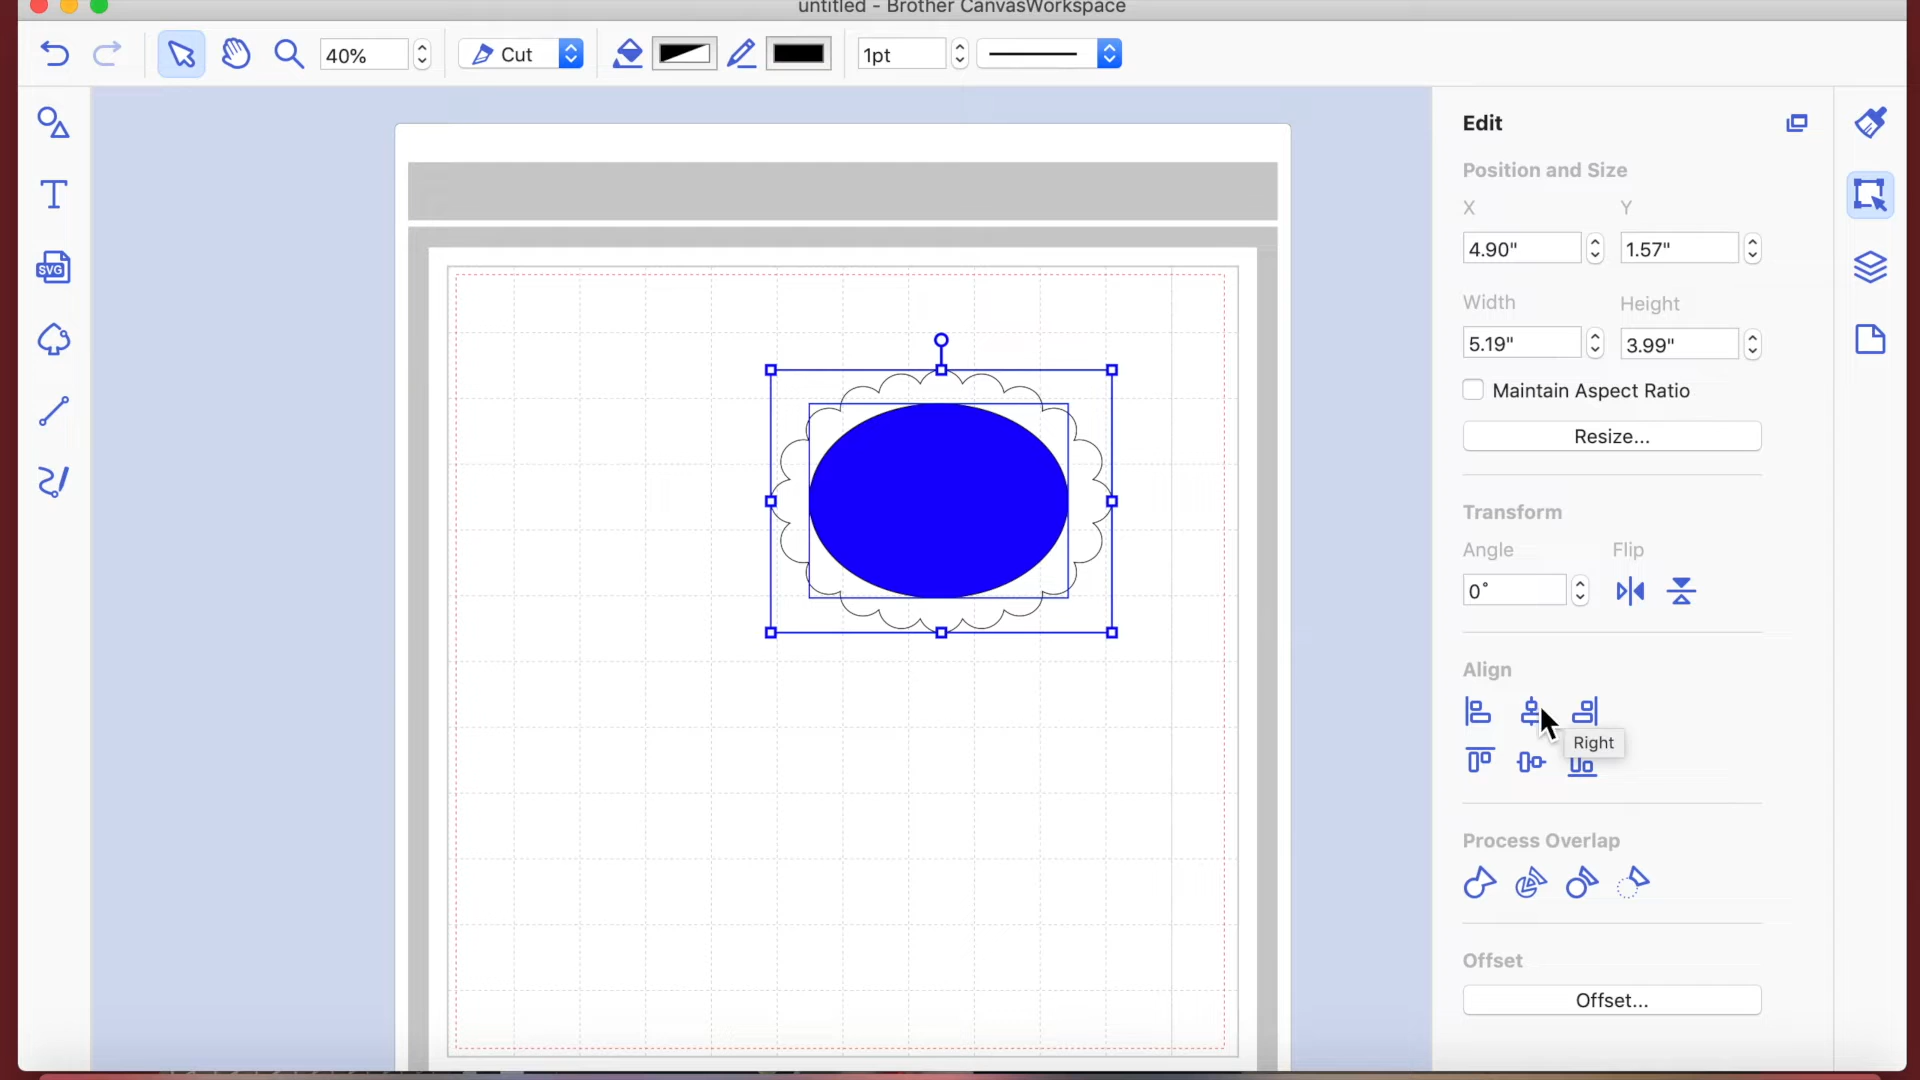 untitled - Brother CanvasWorkspace
40%
Cut
1pt
T
SVG
Edit
Position and Size
X
Y
4.90"
1.57"
Width
Height
5.19"
3.99"
Maintain Aspect Ratio
Resize...
Transform
Angle
Flip
0°
Align
Right
Process Overlap
Offset
Offset...